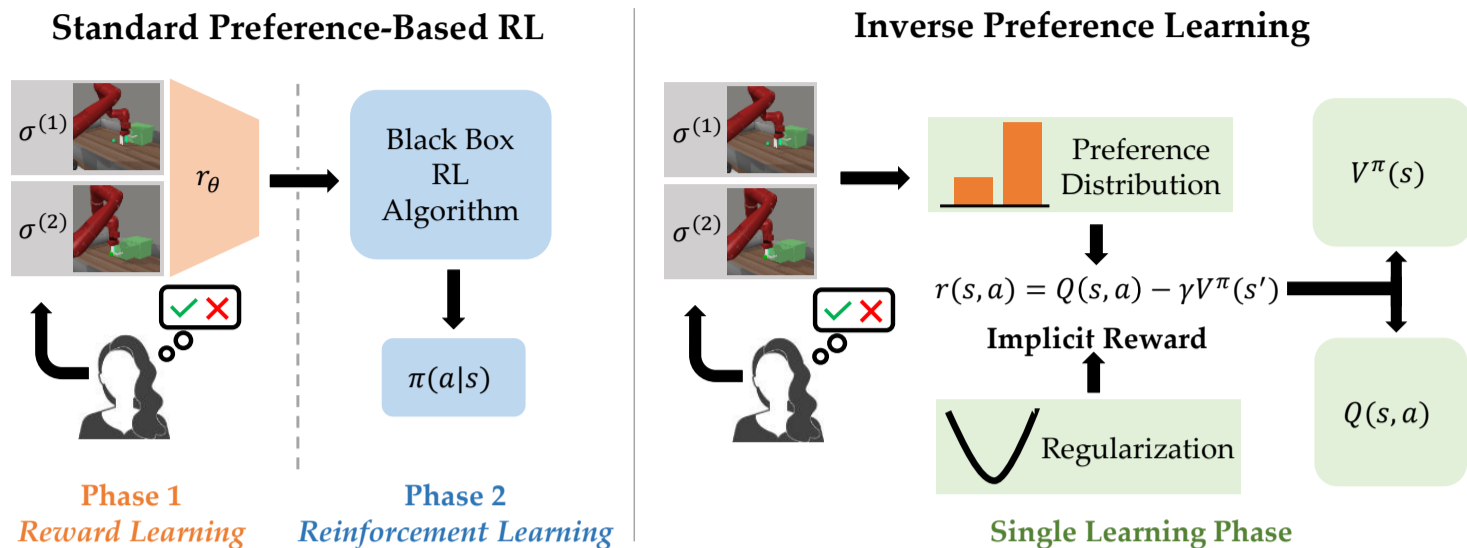 Standard Preference-Based RL
σ^(1)
σ^(2)
r_θ
Black Box
RL
Algorithm
π(a|s)
Phase 1
Reward Learning
Phase 2
Reinforcement Learning
Inverse Preference Learning
σ^(1)
σ^(2)
Preference
Distribution
r(s, a) = Q(s, a) − γV^π(s′)
Implicit Reward
Regularization
V^π(s)
Q(s, a)
Single Learning Phase